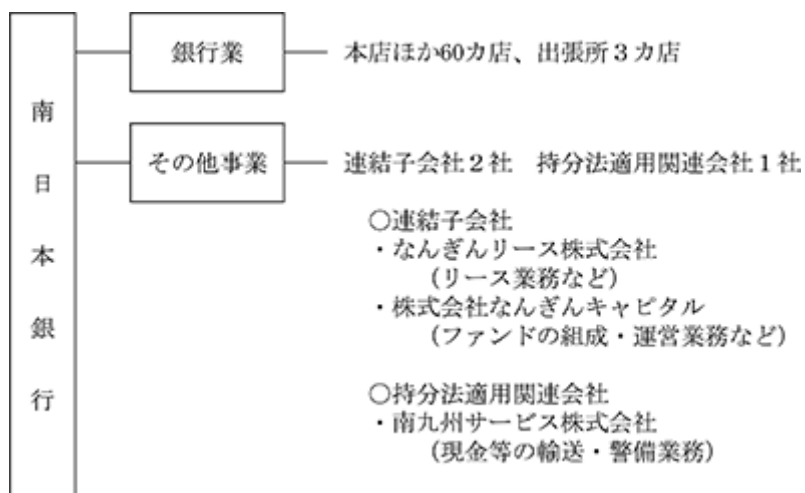 南日本銀行
銀行業
本店ほか60カ店、出張所3カ店
その他事業
連結子会社2社　持分法適用関連会社1社
○連結子会社
・なんぎんリース株式会社
（リース業務など）
・株式会社なんぎんキャピタル
（ファンドの組成・運営業務など）
○持分法適用関連会社
・南九州サービス株式会社
（現金等の輸送・警備業務）